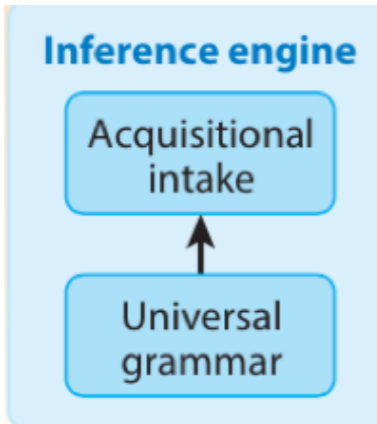 Inference engine
Acquisitional
intake
Universal
grammar